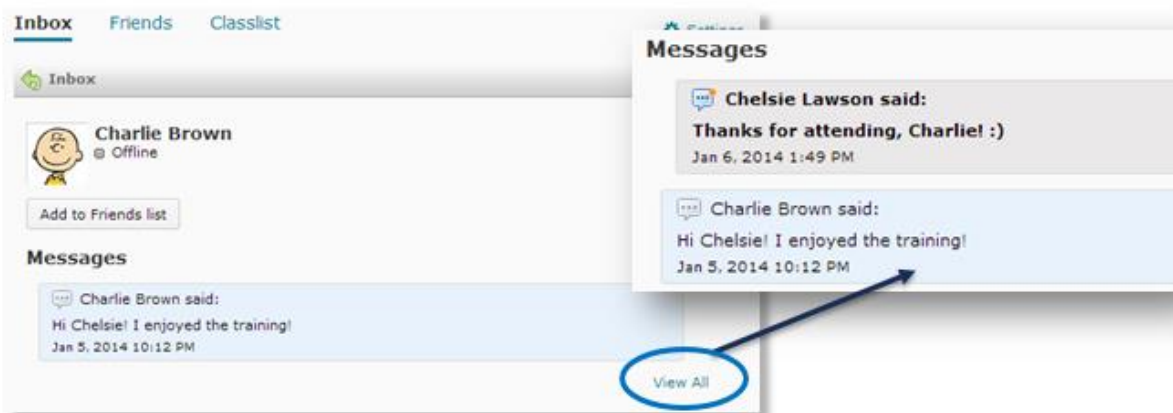 Inbox Friends Classlist Settings
Inbox
Charlie Brown
Offline
Add to Friends list
Messages
Charlie Brown said:
Hi Chelsie! I enjoyed the training!
Jan 5, 2014 10:12 PM
View All
Messages
Chelsie Lawson said:
Thanks for attending, Charlie! :)
Jan 6, 2014 1:49 PM
Charlie Brown said:
Hi Chelsie! I enjoyed the training!
Jan 5, 2014 10:12 PM